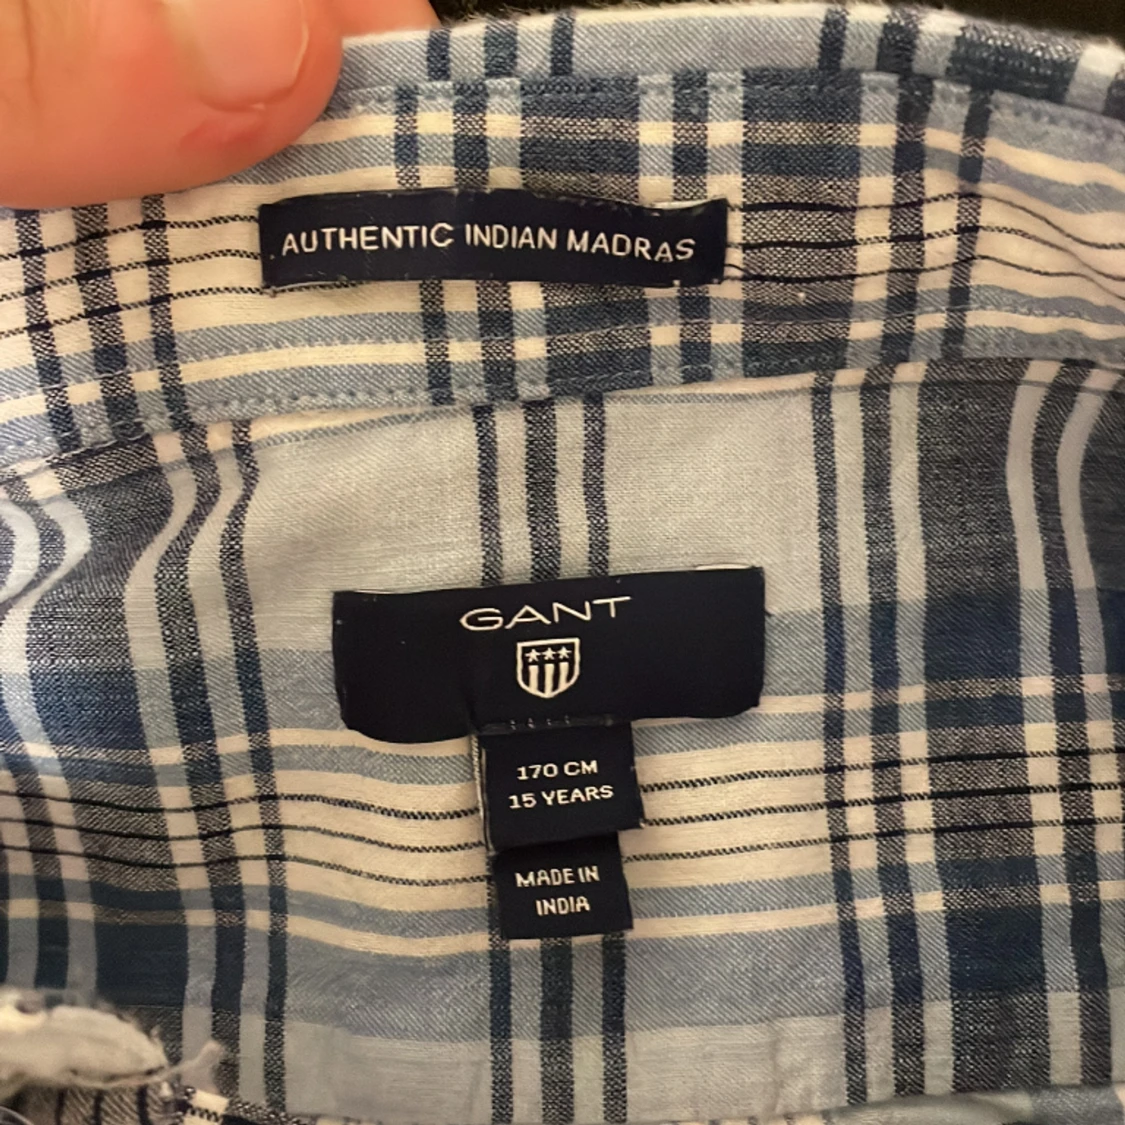 AUTHENTIC INDIAN MADRAS
GANT
170 CM
15 YEARS
MADE IN
INDIA